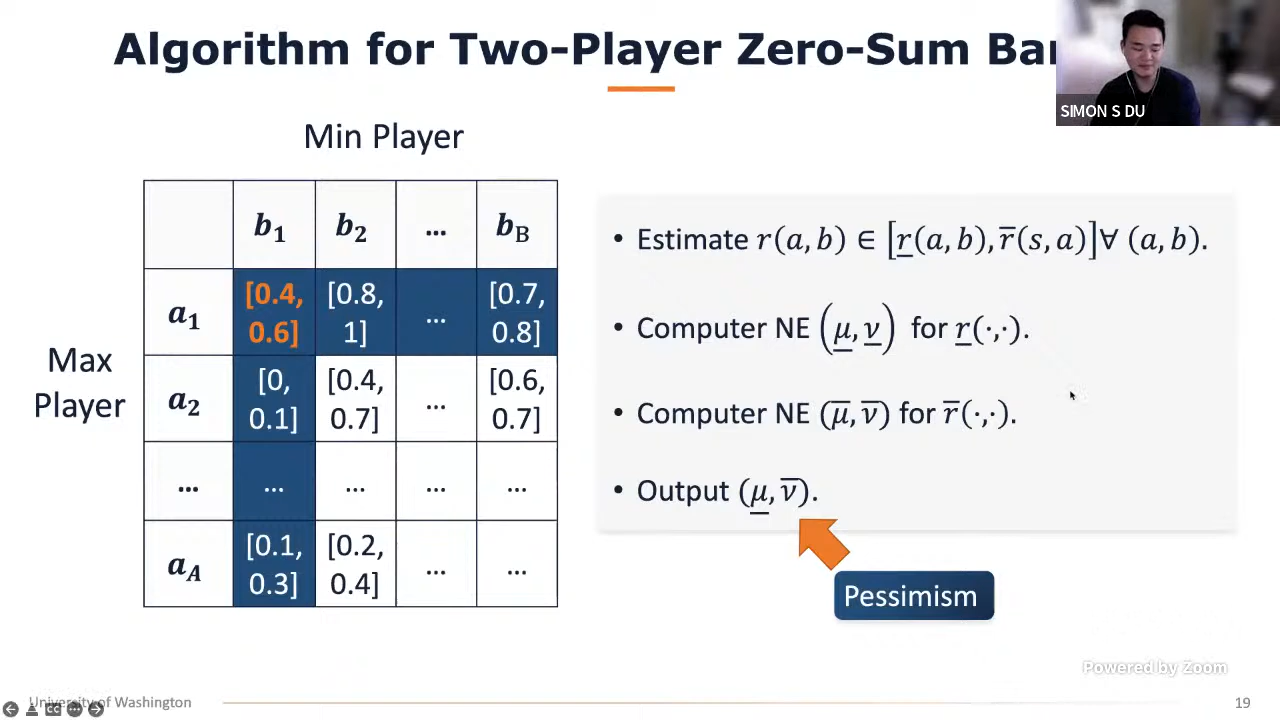 Algorithm for Two-Player Zero-Sum Ban
SIMON S DU
Min Player
b₁ b₂ ... b_B
a₁ [0.4, 0.6] [0.8, 1] ... [0.7, 0.8]
Max Player
a₂ [0, 0.1] [0.4, 0.7] ... [0.6, 0.7]
... ... ... ... ...
a_A [0.1, 0.3] [0.2, 0.4] ... ...
• Estimate r(a, b) ∈ [r̲(a, b), r̅(s, a)]∀ (a, b).
• Computer NE (μ̲, ν̲) for r̲(·,·).
• Computer NE (μ̅, ν̅) for r̅(·,·).
• Output (μ̲, ν̅).
Pessimism
Powered by Zoom
University of Washington
19